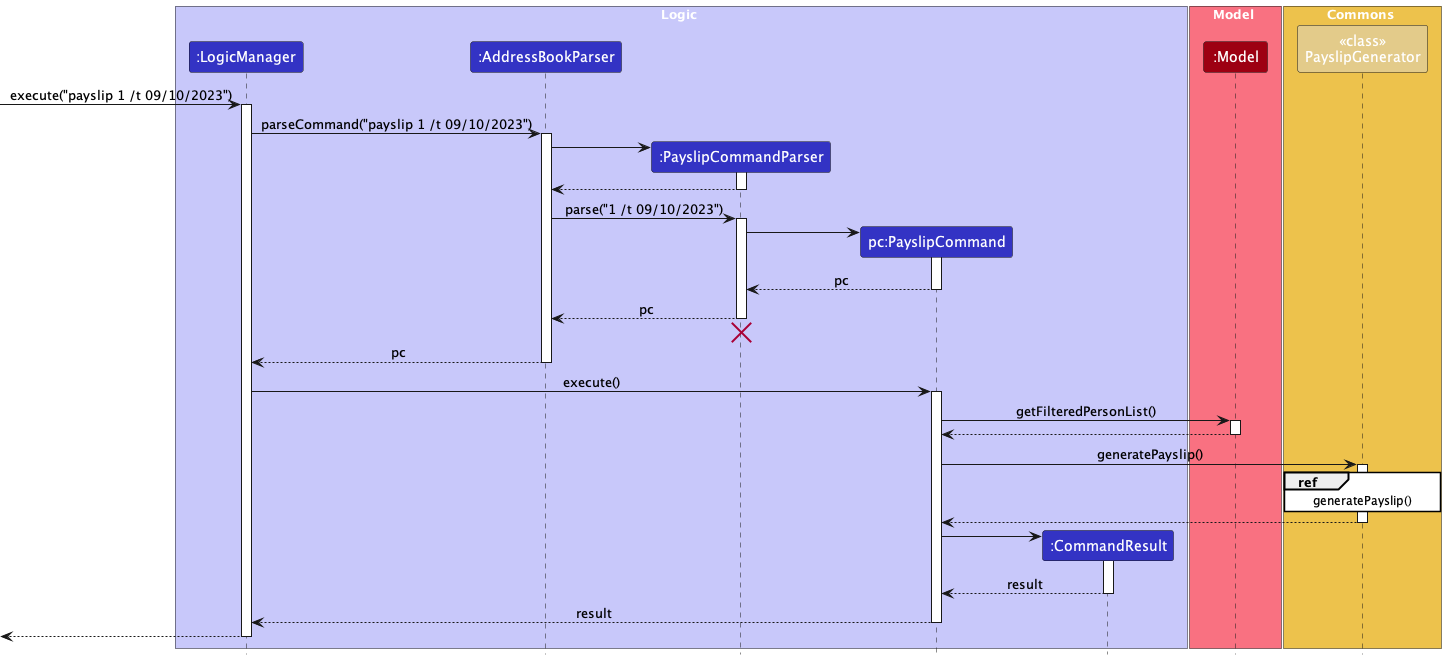 Logic
Model
Commons
:LogicManager
:AddressBookParser
:Model
«class»
PayslipGenerator
execute("payslip 1 /t 09/10/2023")
parseCommand("payslip 1 /t 09/10/2023")
:PayslipCommandParser
parse("1 /t 09/10/2023")
pc:PayslipCommand
pc
pc
pc
execute()
getFilteredPersonList()
generatePayslip()
ref
generatePayslip()
:CommandResult
result
result